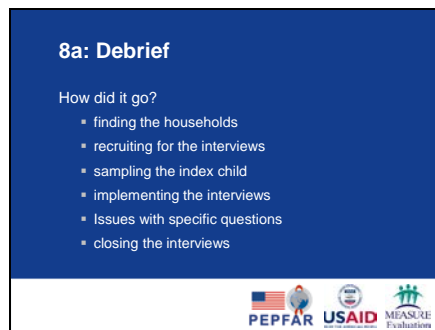 8a: Debrief
How did it go?
▪ finding the households
▪ recruiting for the interviews
▪ sampling the index child
▪ implementing the interviews
▪ Issues with specific questions
▪ closing the interviews
PEPFAR
USAID
MEASURE
Evaluation